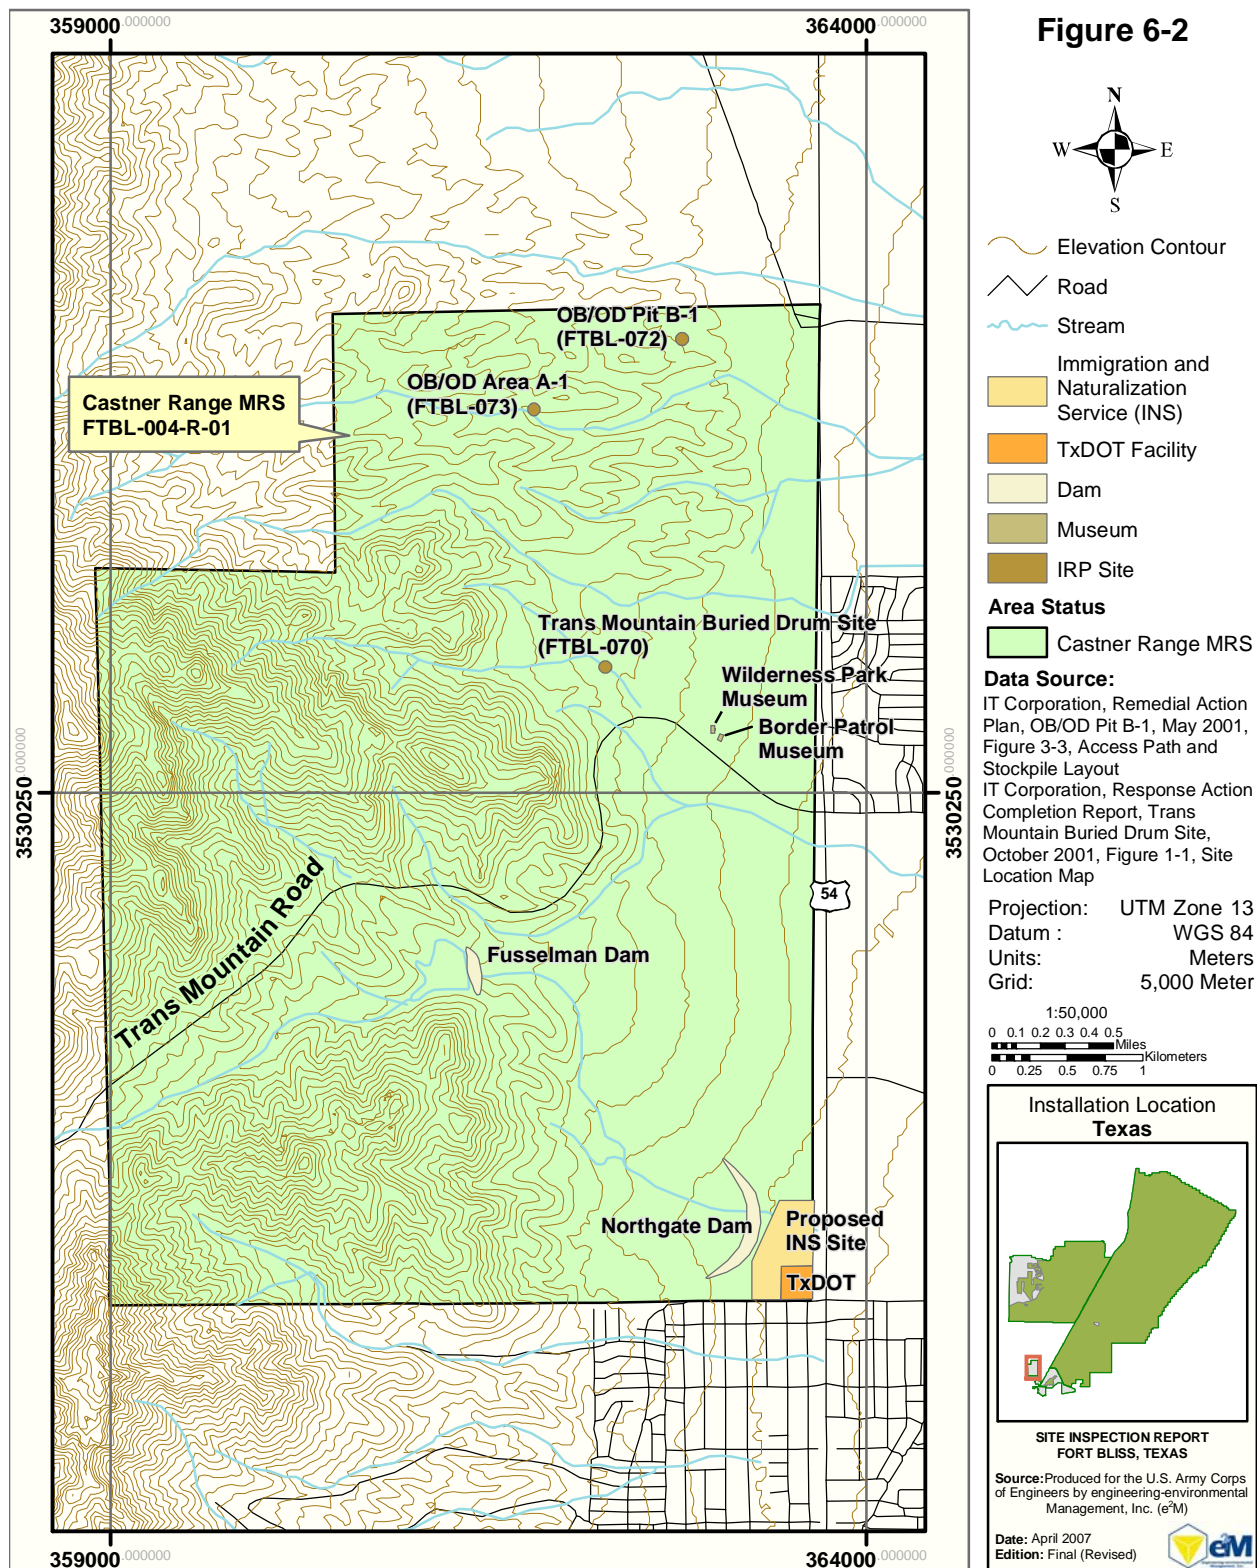 359000.000000
364000.000000
Figure 6-2
N
W
E
S
Elevation Contour
Road
Stream
Immigration and
Naturalization
Service (INS)
TxDOT Facility
Dam
Museum
IRP Site
Area Status
Castner Range MRS
Data Source:
IT Corporation, Remedial Action
Plan, OB/OD Pit B-1, May 2001,
Figure 3-3, Access Path and
Stockpile Layout
IT Corporation, Response Action
Completion Report, Trans
Mountain Buried Drum Site,
October 2001, Figure 1-1, Site
Location Map
Projection: UTM Zone 13
Datum : WGS 84
Units: Meters
Grid: 5,000 Meter
1:50,000
0 0.1 0.2 0.3 0.4 0.5
Miles
Kilometers
0 0.25 0.5 0.75 1
Installation Location
Texas
SITE INSPECTION REPORT
FORT BLISS, TEXAS
Source:Produced for the U.S. Army Corps
of Engineers by engineering-environmental
Management, Inc. (e²M)
Date: April 2007
Edition: Final (Revised)
e²M
OB/OD Pit B-1
(FTBL-072)
OB/OD Area A-1
(FTBL-073)
Castner Range MRS
FTBL-004-R-01
Trans Mountain Buried Drum Site
(FTBL-070)
Wilderness Park
Museum
Border Patrol
Museum
3530250.000000
3530250.000000
54
Trans Mountain Road
Fusselman Dam
Northgate Dam
Proposed
INS Site
TxDOT
359000.000000
364000.000000